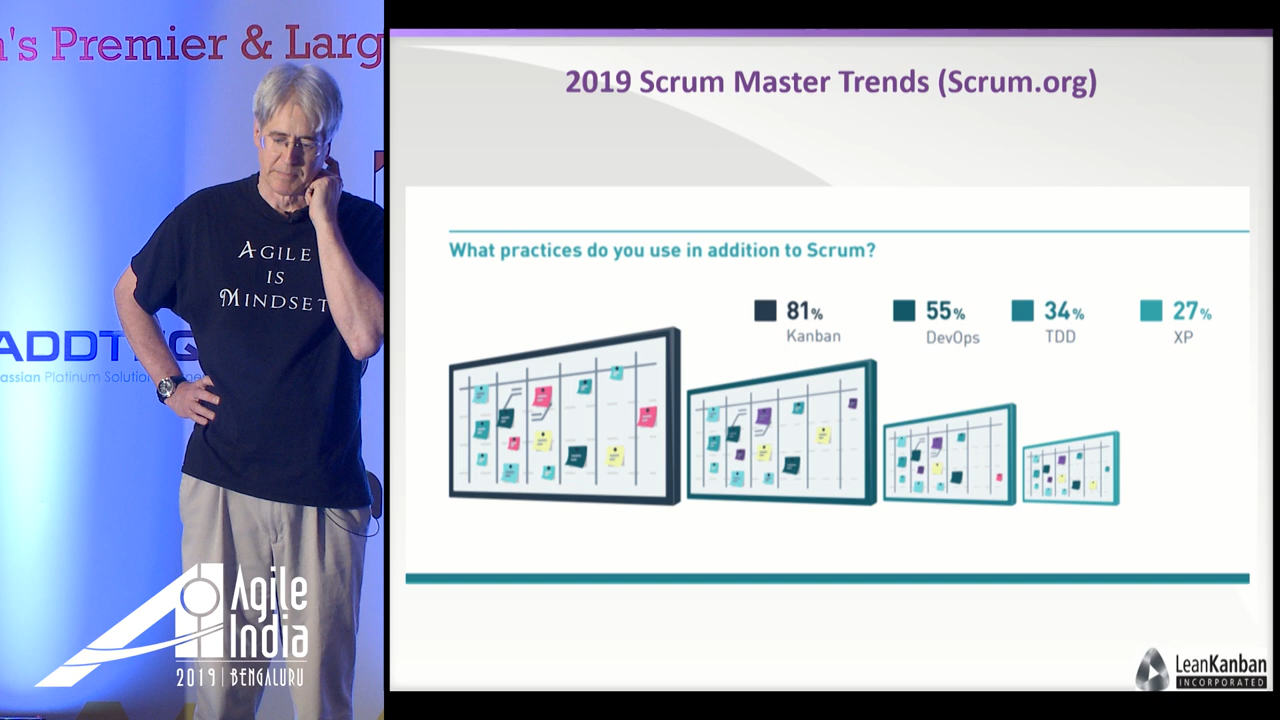 n's Premier & Larg
AGILE
IS
MINDSET
ADDTEQ
assian Platinum Solution
Agile
India
2019 | BENGALURU
2019 Scrum Master Trends (Scrum.org)
What practices do you use in addition to Scrum?
81%
Kanban
55%
DevOps
34%
TDD
27%
XP
LeanKanban
INCORPORATED